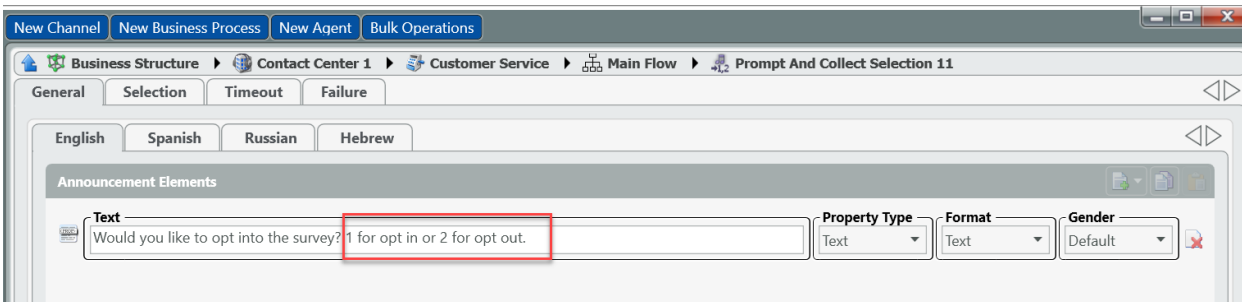 New Channel New Business Process New Agent Bulk Operations
Business Structure Contact Center 1 Customer Service Main Flow Prompt And Collect Selection 11
General Selection Timeout Failure
English Spanish Russian Hebrew
Announcement Elements
Text Property Type Format Gender
Would you like to opt into the survey? 1 for opt in or 2 for opt out. Text Text Default